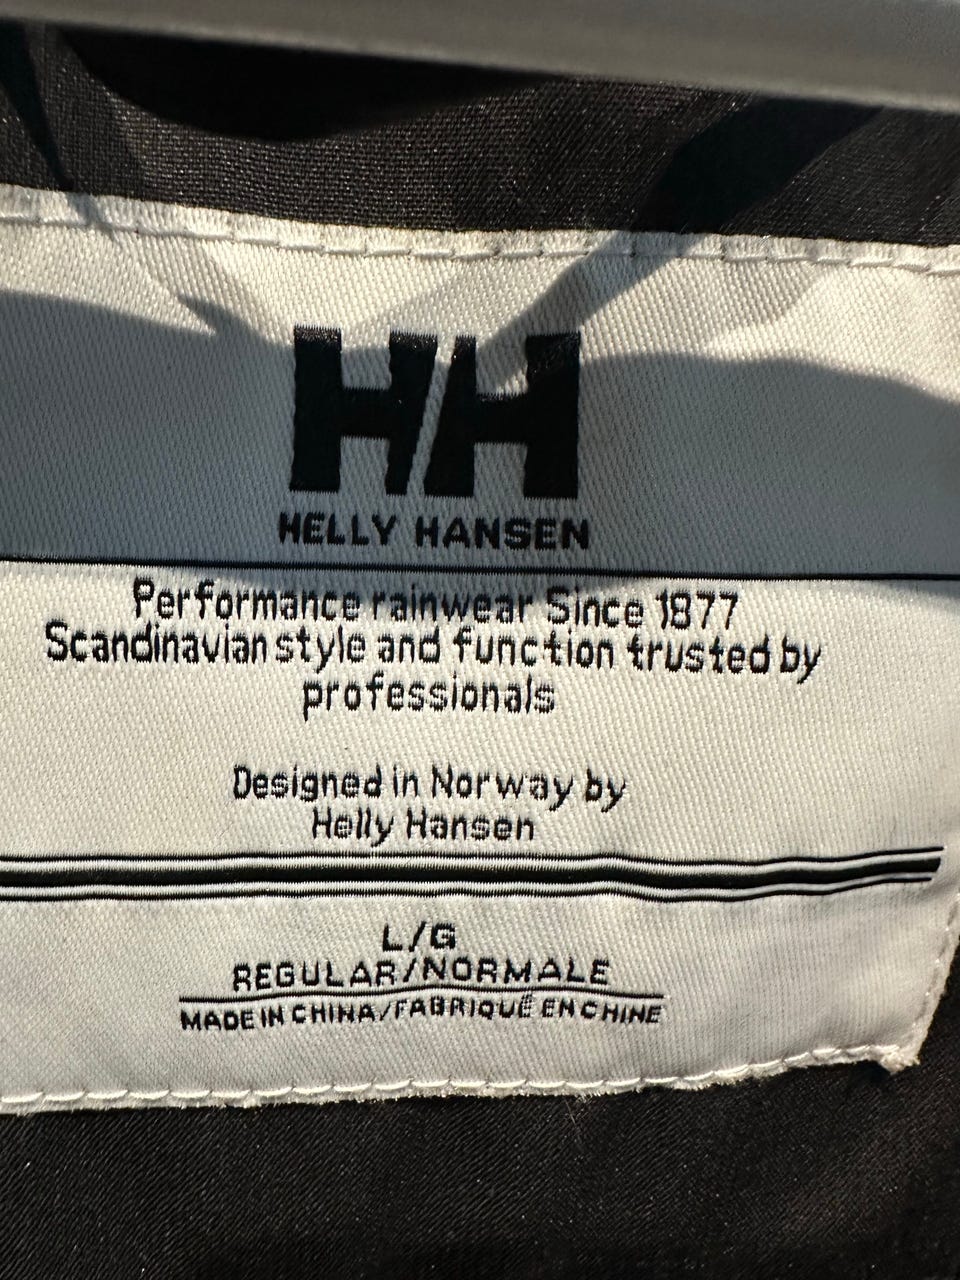 HH
HELLY HANSEN
Performance rainwear Since 1877
Scandinavian style and function trusted by
professionals
Designed in Norway by
Helly Hansen
L/G
REGULAR/NORMALE
MADE IN CHINA/FABRIQUÉ EN CHINE